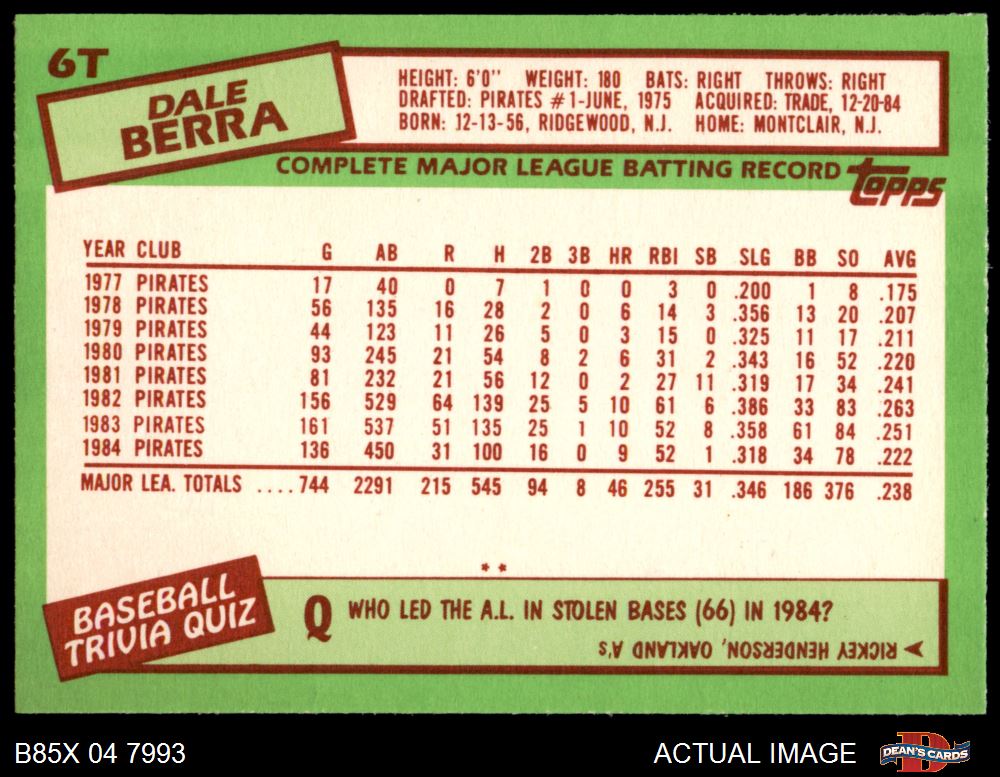 6T
DALE
BERRA
HEIGHT: 6'0" WEIGHT: 180 BATS: RIGHT THROWS: RIGHT
DRAFTED: PIRATES #1-JUNE, 1975 ACQUIRED: TRADE, 12-20-84
BORN: 12-13-56, RIDGEWOOD, N.J. HOME: MONTCLAIR, N.J.
COMPLETE MAJOR LEAGUE BATTING RECORD
TOPPS
YEAR CLUB G AB R H 2B 3B HR RBI SB SLG BB SO AVG
1977 PIRATES 17 40 0 7 1 0 0 3 0 .200 1 8 .175
1978 PIRATES 56 135 16 28 2 0 6 14 3 .356 13 20 .207
1979 PIRATES 44 123 11 26 5 0 3 15 0 .325 11 17 .211
1980 PIRATES 93 245 21 54 8 2 6 31 2 .343 16 52 .220
1981 PIRATES 81 232 21 56 12 0 2 27 11 .319 17 34 .241
1982 PIRATES 156 529 64 139 25 5 10 61 6 .386 33 83 .263
1983 PIRATES 161 537 51 135 25 1 10 52 8 .358 61 84 .251
1984 PIRATES 136 450 31 100 16 0 9 52 1 .318 34 78 .222
MAJOR LEA. TOTALS ....744 2291 215 545 94 8 46 255 31 .346 186 376 .238
**
BASEBALL
TRIVIA QUIZ
Q WHO LED THE A.L. IN STOLEN BASES (66) IN 1984?
RICKEY HENDERSON, OAKLAND A's
B85X 04 7993
ACTUAL IMAGE
DEAN'S CARDS